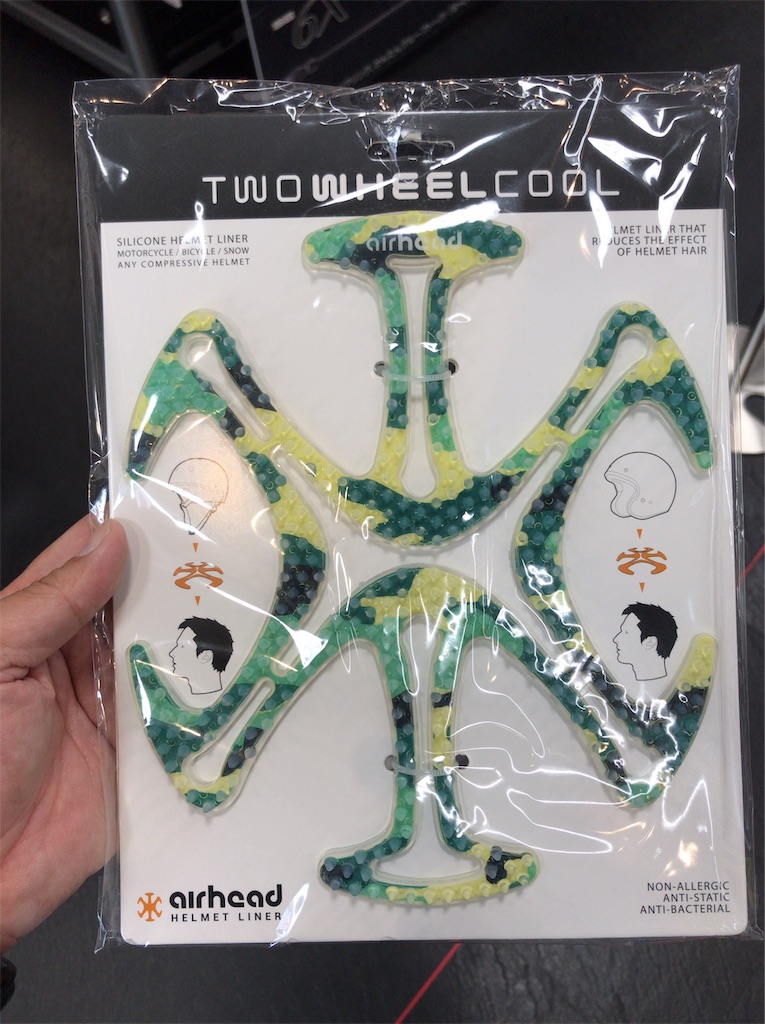 TWOWHEELCOOL
SILICONE HELMET LINER
MOTORCYCLE / BICYCLE / SNOW
ANY COMPRESSIVE HELMET
airhead
HELMET LINER THAT
REDUCES THE EFFECT
OF HELMET HAIR
airhead
HELMET LINER
NON-ALLERGIC
ANTI-STATIC
ANTI-BACTERIAL